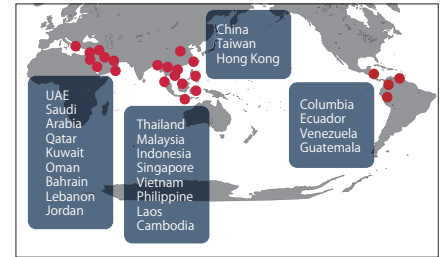 China
Taiwan
Hong Kong
UAE
Saudi
Arabia
Qatar
Kuwait
Oman
Bahrain
Lebanon
Jordan
Thailand
Malaysia
Indonesia
Singapore
Vietnam
Philippine
Laos
Cambodia
Columbia
Ecuador
Venezuela
Guatemala